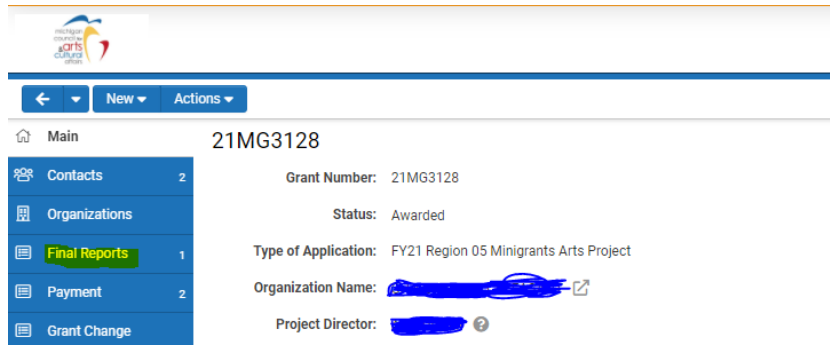 michigan
council for
&arts
cultural
affairs
New Actions
Main
21MG3128
Contacts 2
Grant Number: 21MG3128
Organizations
Status: Awarded
Final Reports 1
Type of Application: FY21 Region 05 Minigrants Arts Project
Payment 2
Organization Name:
Grant Change
Project Director: